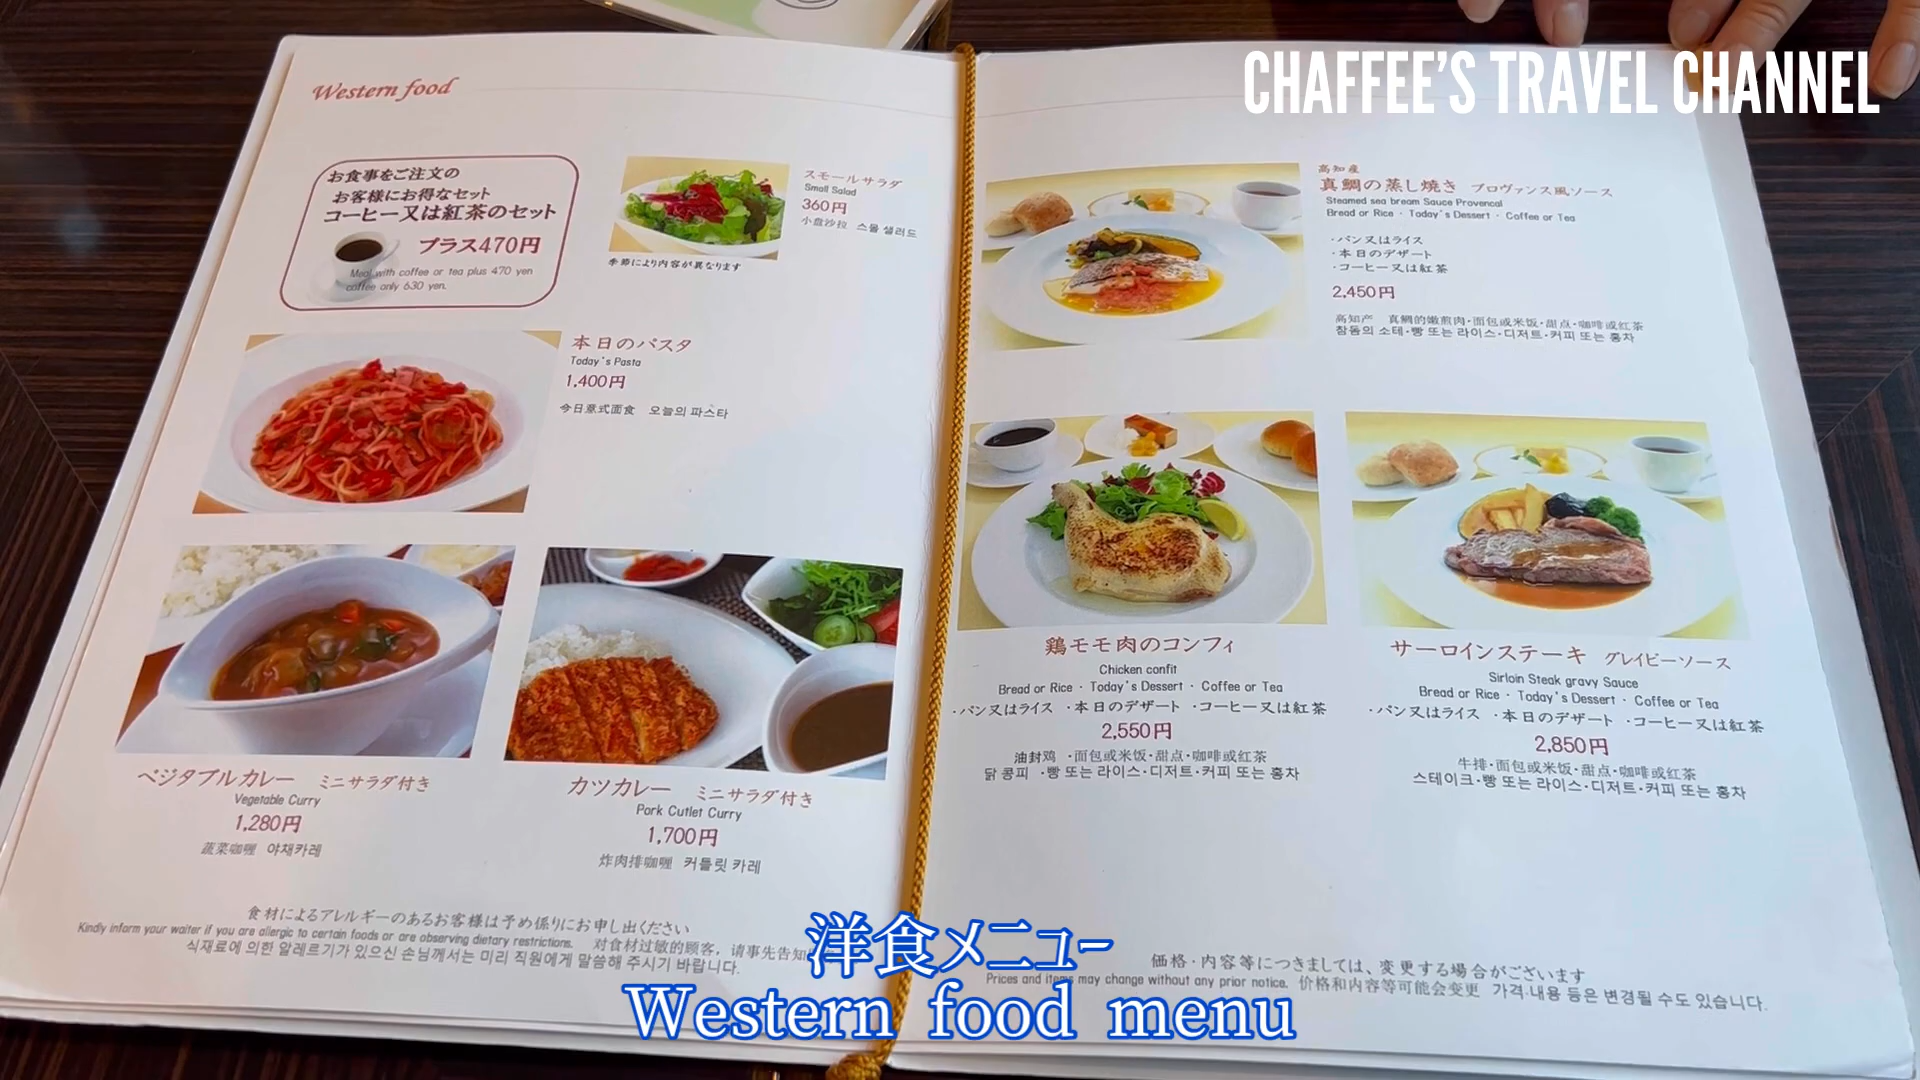 CHAFFEE'S TRAVEL CHANNEL
Western food
お食事をご注文の
お客様にお得なセット
コーヒー又は紅茶のセット
プラス470円
Meal with coffee or tea plus 470 yen
coffee only 630 yen.
スモールサラダ
Small Salad
360円
小盘沙拉 스몰 샐러드
季節により内容が異なります
本日のパスタ
Today's Pasta
1,400円
今日意式面食 오늘의 파스타
ベジタブルカレー ミニサラダ付き
Vegetable Curry
1,280円
蔬菜咖喱 야채카레
カツカレー ミニサラダ付き
Pork Cutlet Curry
1,700円
炸肉排咖喱 커틀릿 카레
食材によるアレルギーのあるお客様は予め係りにお申し出ください
Kindly inform your waiter if you are allergic to certain foods or are observing dietary restrictions. 对食材过敏的顾客，请事先告知
식재료에 의한 알레르기가 있으신 손님께서는 미리 직원에게 말씀해 주시기 바랍니다.
高知産
真鯛の蒸し焼き プロヴァンス風ソース
Steamed sea bream Sauce Provencal
Bread or Rice · Today's Dessert · Coffee or Tea
・パン又はライス
・本日のデザート
・コーヒー又は紅茶
2,450円
高知产 真鯛的嫩煎肉·面包或米饭·甜点·咖啡或红茶
참돔의 소테·빵 또는 라이스·디저트·커피 또는 홍차
鶏モモ肉のコンフィ
Chicken confit
Bread or Rice · Today's Dessert · Coffee or Tea
・パン又はライス ・本日のデザート ・コーヒー又は紅茶
2,550円
油封鸡 ·面包或米饭·甜点·咖啡或红茶
닭 콩피 ·빵 또는 라이스·디저트·커피 또는 홍차
サーロインステーキ グレイビーソース
Sirloin Steak gravy Sauce
Bread or Rice · Today's Dessert · Coffee or Tea
・パン又はライス ・本日のデザート ・コーヒー又は紅茶
2,850円
牛排·面包或米饭·甜点·咖啡或红茶
스테이크·빵 또는 라이스·디저트·커피 또는 홍차
価格・内容等につきましては、変更する場合がございます
Prices and items may change without any prior notice. 价格和内容等可能会变更 가격·내용 등은 변경될 수도 있습니다.
洋食メニュー
Western food menu